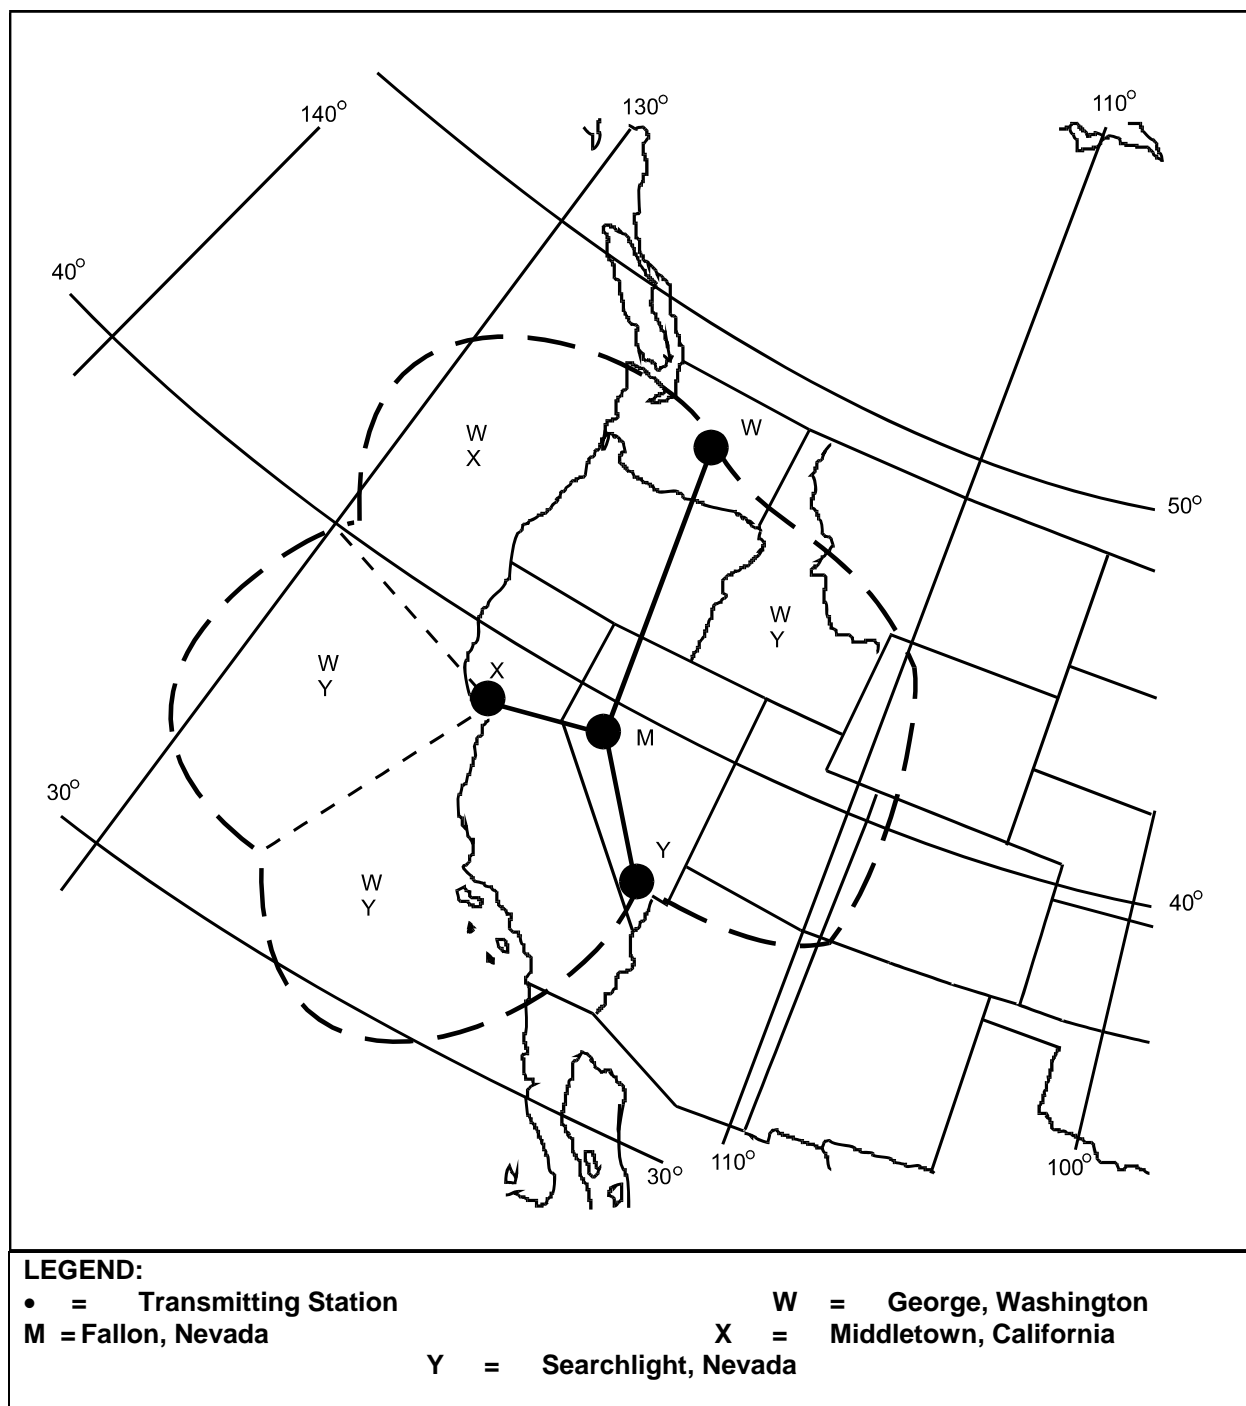 110°
130°
140°
40°
W
W
X
50°
W
Y
W
Y
X
M
30°
Y
W
Y
40°
110°
100°
30°
LEGEND:
• = Transmitting Station W = George, Washington
M = Fallon, Nevada X = Middletown, California
Y = Searchlight, Nevada